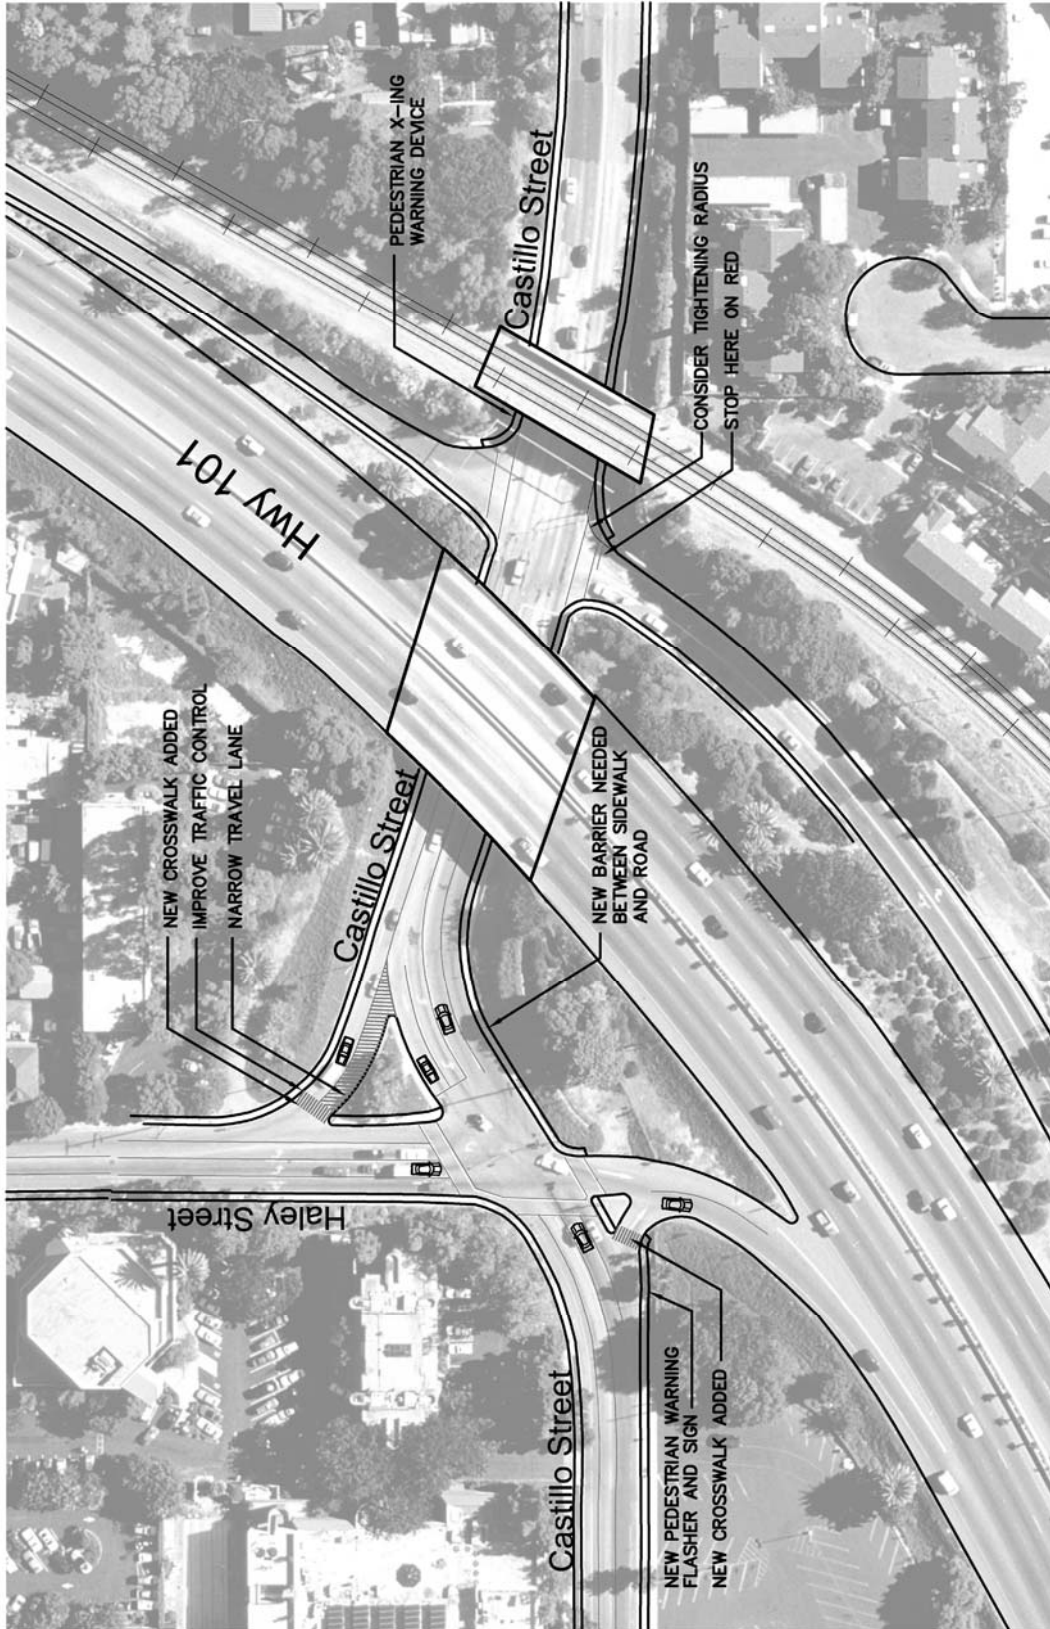 PEDESTRIAN X-ING
WARNING DEVICE
Castillo Street
CONSIDER TIGHTENING RADIUS
STOP HERE ON RED
Hwy 101
NEW CROSSWALK ADDED
IMPROVE TRAFFIC CONTROL
NARROW TRAVEL LANE
Castillo Street
NEW BARRIER NEEDED
BETWEEN SIDEWALK
AND ROAD
Haley Street
Castillo Street
NEW PEDESTRIAN WARNING
FLASHER AND SIGN
NEW CROSSWALK ADDED